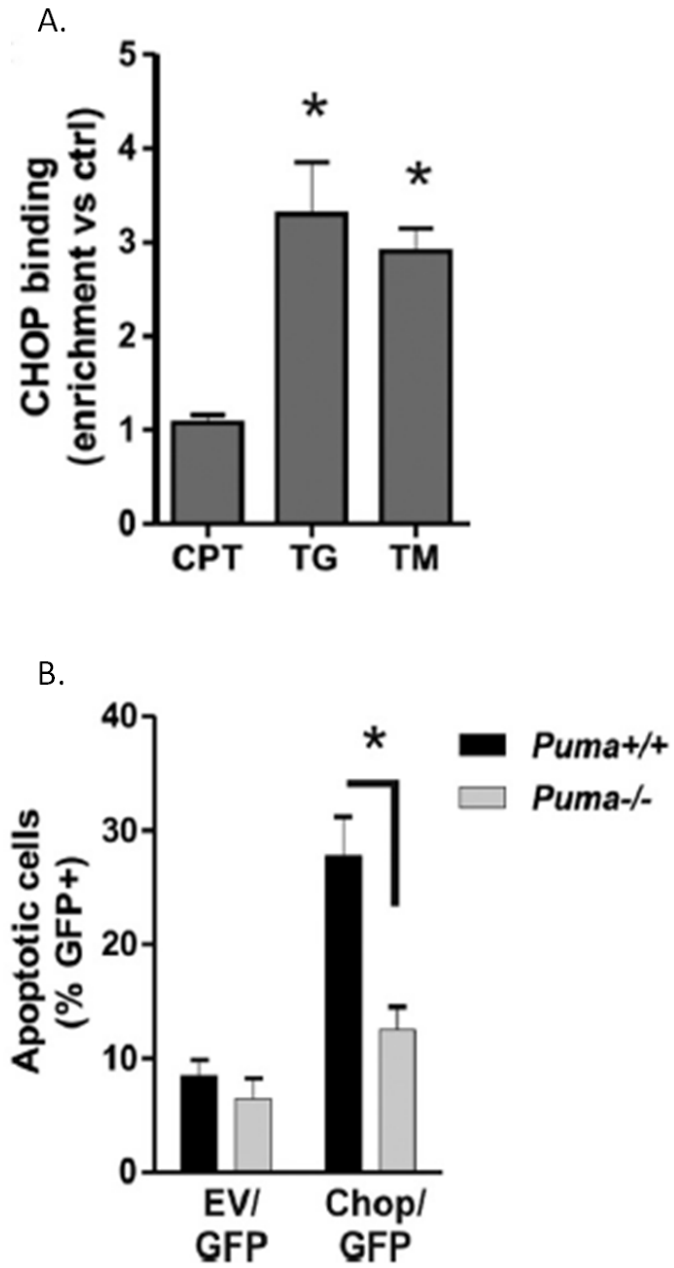 A.
CHOP binding
(enrichment vs ctrl)
5
4
3
2
1
0
*
*
CPT TG TM
B.
Apoptotic cells
(% GFP+)
40
30
20
10
0
*
Puma+/+
Puma-/-
EV/ Chop/
GFP GFP